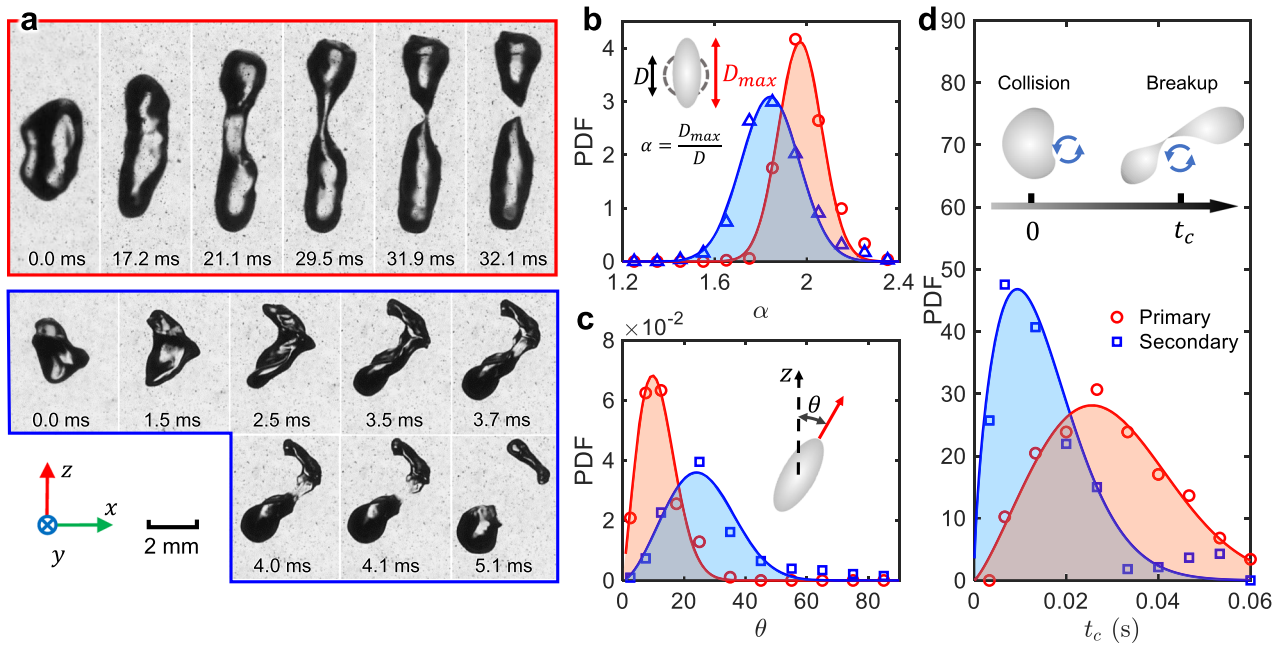 a
0.0 ms 17.2 ms 21.1 ms 29.5 ms 31.9 ms 32.1 ms
0.0 ms 1.5 ms 2.5 ms 3.5 ms 3.7 ms
4.0 ms 4.1 ms 5.1 ms
z
x
y
2 mm
b
PDF
4
3
2
1
0
1.2 1.6 2 2.4
α
D
D_max
α = D_max / D
c
×10⁻²
PDF
8
6
4
2
0
0 20 40 60 80
θ
z
θ
d
PDF
90
80
70
60
50
40
30
20
10
0
0 0.02 0.04 0.06
t_c (s)
Collision Breakup
0 t_c
Primary
Secondary